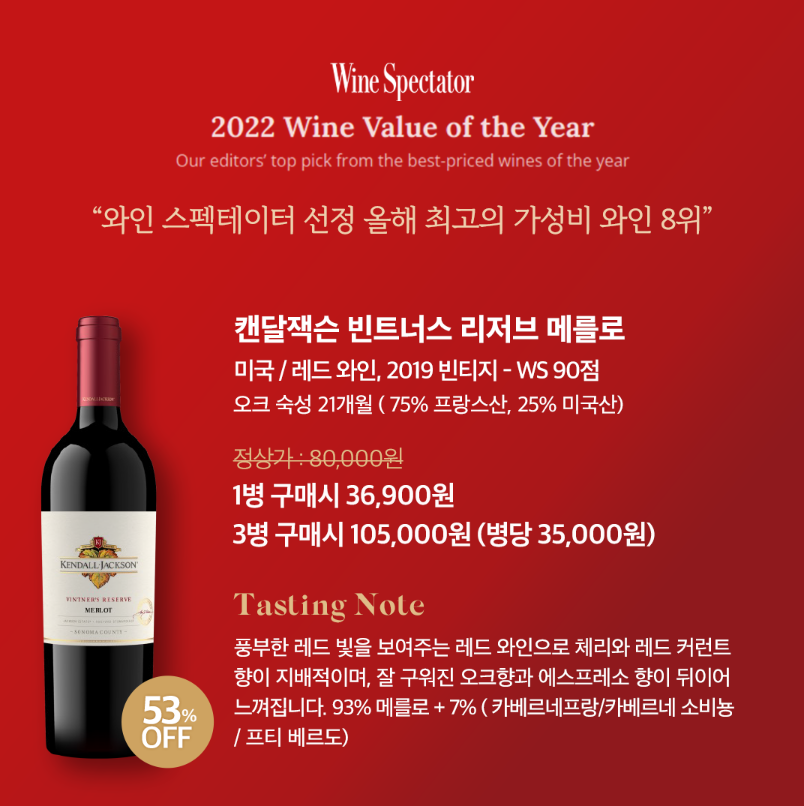 Wine Spectator
2022 Wine Value of the Year
Our editors' top pick from the best-priced wines of the year
“와인 스펙테이터 선정 올해 최고의 가성비 와인 8위”
캔달잭슨 빈트너스 리저브 메를로
미국 / 레드 와인, 2019 빈티지 - WS 90점
오크 숙성 21개월 ( 75% 프랑스산, 25% 미국산)
정상가 : 80,000원
1병 구매시 36,900원
3병 구매시 105,000원 (병당 35,000원)
Tasting Note
풍부한 레드 빛을 보여주는 레드 와인으로 체리와 레드 커런트
향이 지배적이며, 잘 구워진 오크향과 에스프레소 향이 뒤이어
느껴집니다. 93% 메를로 + 7% ( 카베르네프랑/카베르네 소비뇽
/ 프티 베르도)
KENDALL-JACKSON
VINTNER'S RESERVE
MERLOT
SONOMA COUNTY
53%
OFF